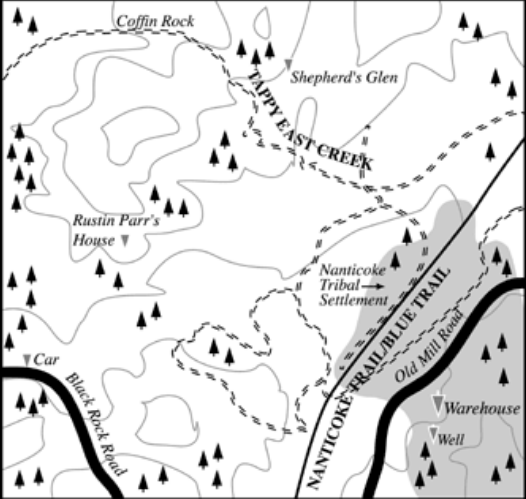 Coffin Rock
Shepherd's Glen
TAPPY EAST CREEK
Rustin Parr's
House
Nanticoke
Tribal
Settlement
NANTICOKE TRAIL/BLUE TRAIL
Old Mill Road
Car
Black Rock Road
Warehouse
Well